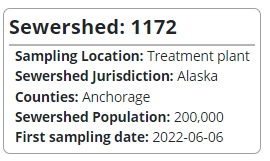 Sewershed: 1172
Sampling Location: Treatment plant
Sewershed Jurisdiction: Alaska
Counties: Anchorage
Sewershed Population: 200,000
First sampling date: 2022-06-06